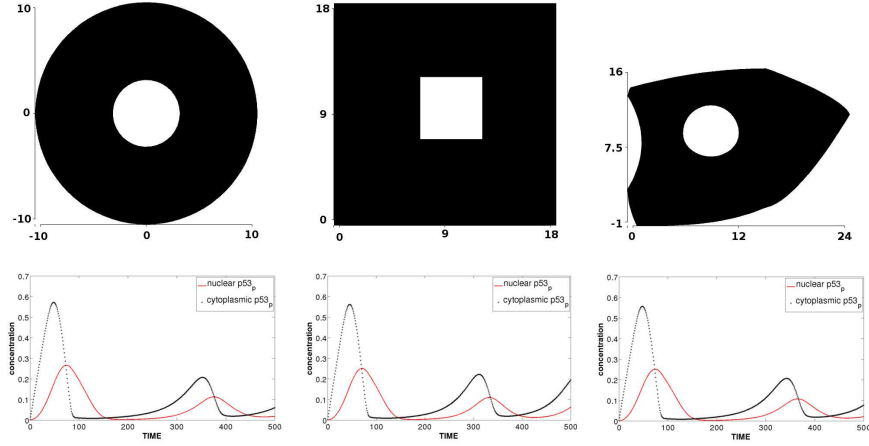 10
0
-10
-10 0 10
18
9
0
0 9 18
16
7.5
-1
0 12 24
0.7
0.6
0.5
0.4
0.3
0.2
0.1
0
0 100 200 300 400 500
concentration
TIME
nuclear p53p
cytoplasmic p53p
0.7
0.6
0.5
0.4
0.3
0.2
0.1
0
0 100 200 300 400 500
concentration
TIME
nuclear p53p
cytoplasmic p53p
0.7
0.6
0.5
0.4
0.3
0.2
0.1
0
0 100 200 300 400 500
concentration
TIME
nuclear p53p
cytoplasmic p53p